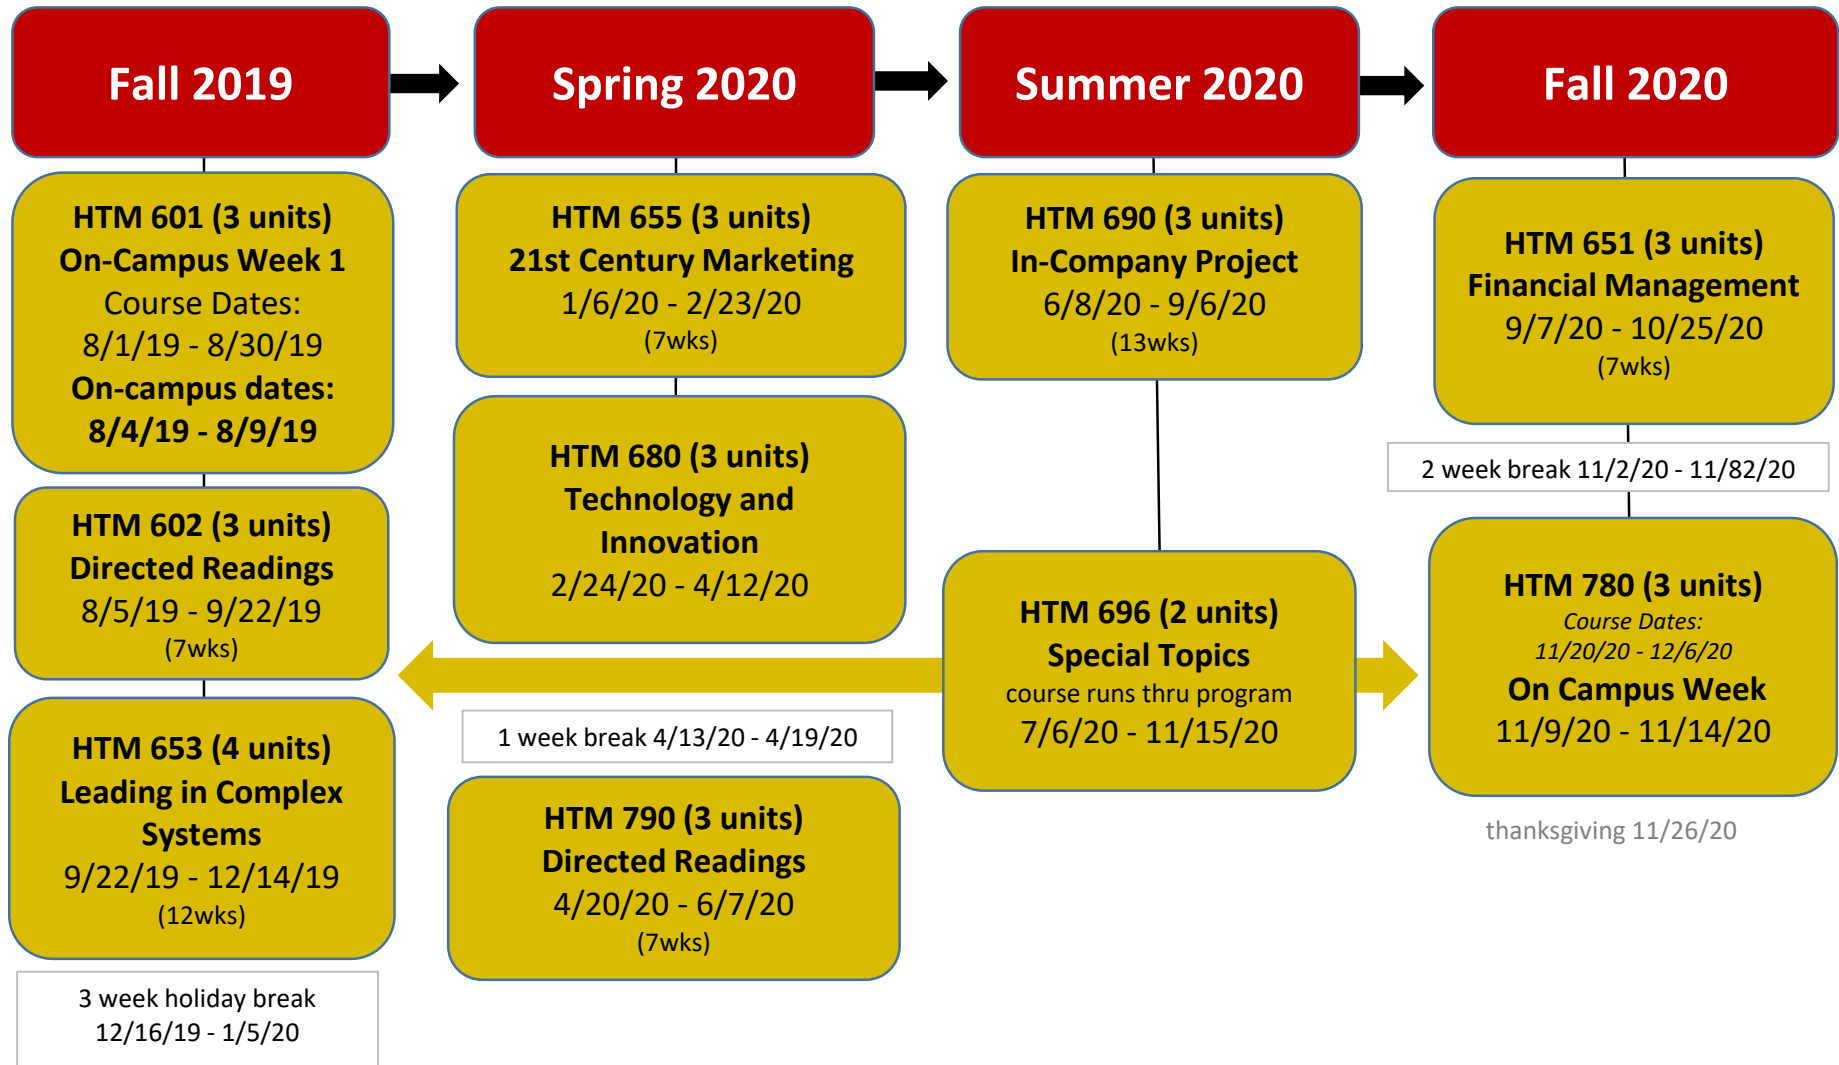 Fall 2019
Spring 2020
Summer 2020
Fall 2020
HTM 601 (3 units)
On-Campus Week 1
Course Dates:
8/1/19 - 8/30/19
On-campus dates:
8/4/19 - 8/9/19
HTM 602 (3 units)
Directed Readings
8/5/19 - 9/22/19
(7wks)
HTM 653 (4 units)
Leading in Complex
Systems
9/22/19 - 12/14/19
(12wks)
3 week holiday break
12/16/19 - 1/5/20
HTM 655 (3 units)
21st Century Marketing
1/6/20 - 2/23/20
(7wks)
HTM 680 (3 units)
Technology and
Innovation
2/24/20 - 4/12/20
1 week break 4/13/20 - 4/19/20
HTM 790 (3 units)
Directed Readings
4/20/20 - 6/7/20
(7wks)
HTM 690 (3 units)
In-Company Project
6/8/20 - 9/6/20
(13wks)
HTM 696 (2 units)
Special Topics
course runs thru program
7/6/20 - 11/15/20
HTM 651 (3 units)
Financial Management
9/7/20 - 10/25/20
(7wks)
2 week break 11/2/20 - 11/82/20
HTM 780 (3 units)
Course Dates:
11/20/20 - 12/6/20
On Campus Week
11/9/20 - 11/14/20
thanksgiving 11/26/20